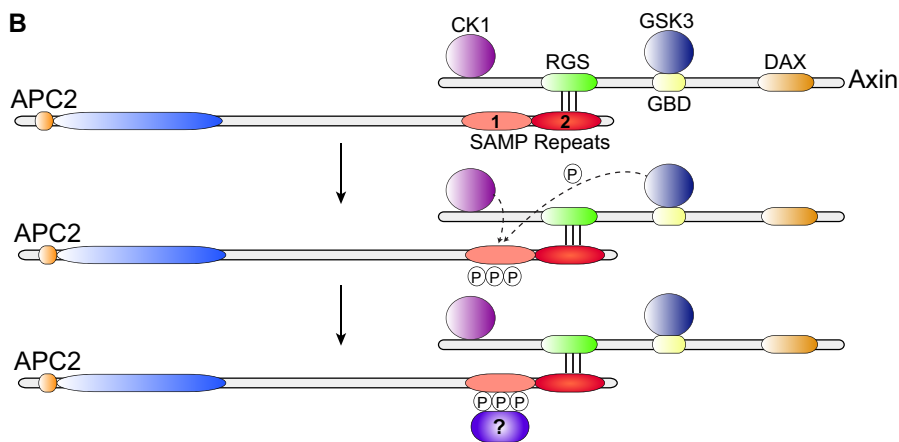 B
CK1
GSK3
RGS
DAX
Axin
GBD
APC2
1
2
SAMP Repeats
P
APC2
P P P
APC2
P P P
?